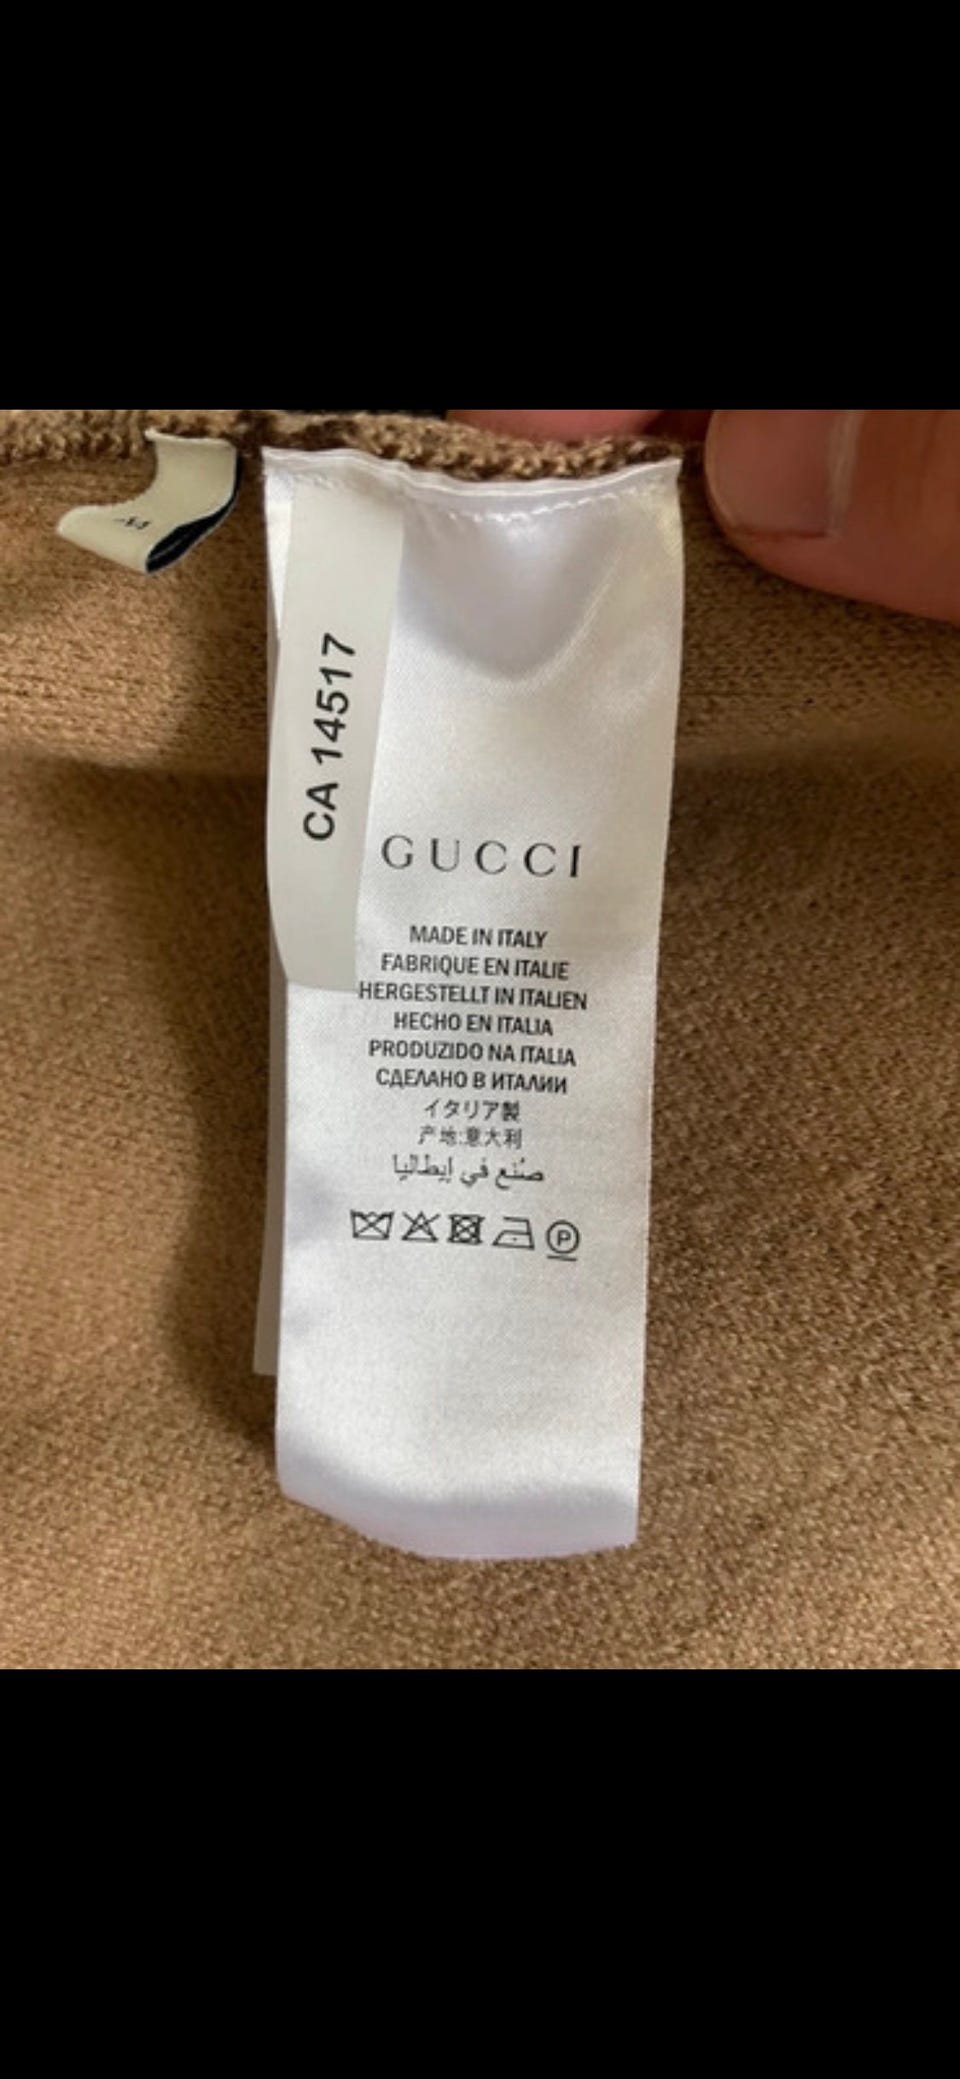 M
CA 14517
GUCCI
MADE IN ITALY
FABRIQUE EN ITALIE
HERGESTELLT IN ITALIEN
HECHO EN ITALIA
PRODUZIDO NA ITALIA
СДЕЛАНО В ИТАЛИИ
イタリア製
产地:意大利
صُنع في إيطاليا
P